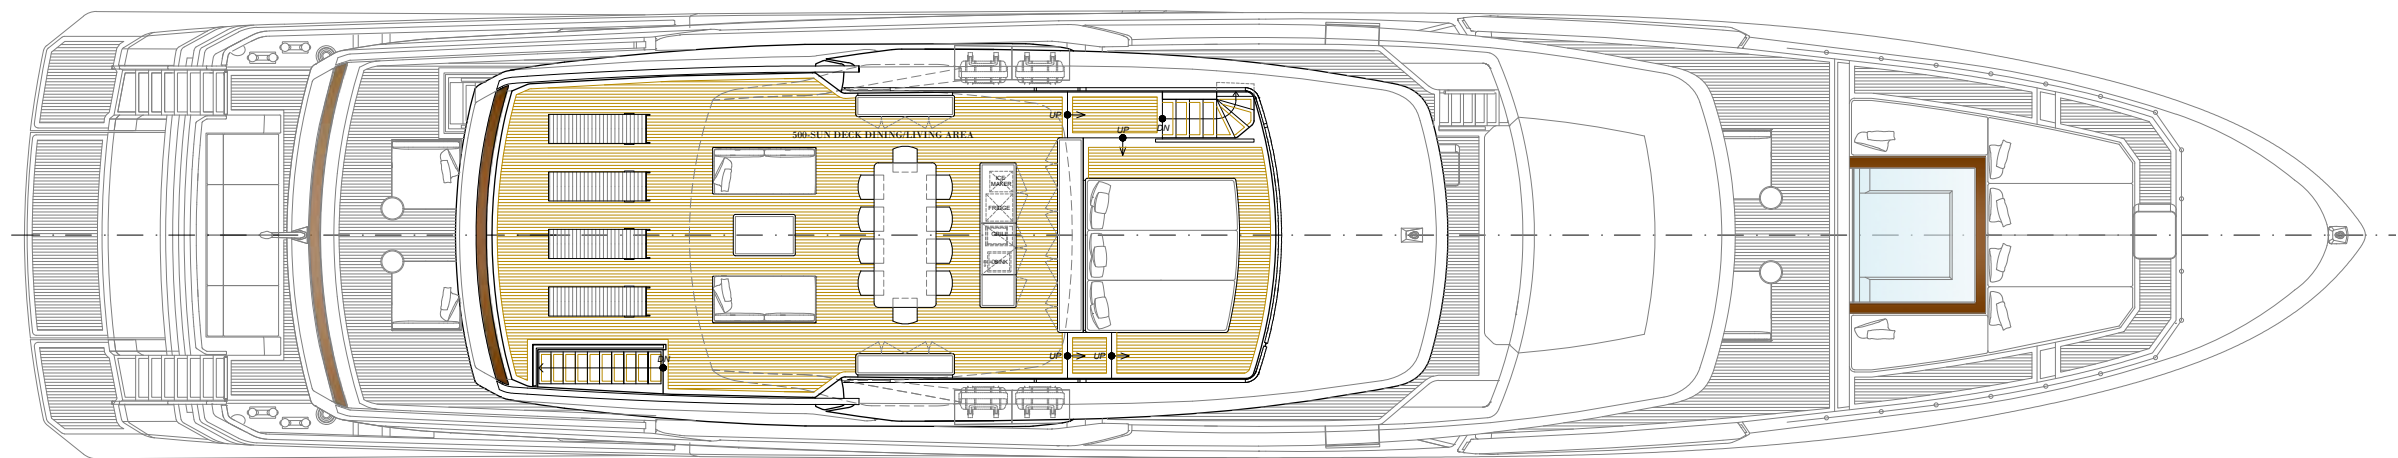 UP
UP
DN
500-SUN DECK DINING/LIVING AREA
ICE
MAKER
FRIDGE
GRILL
SINK
DN
UP
UP